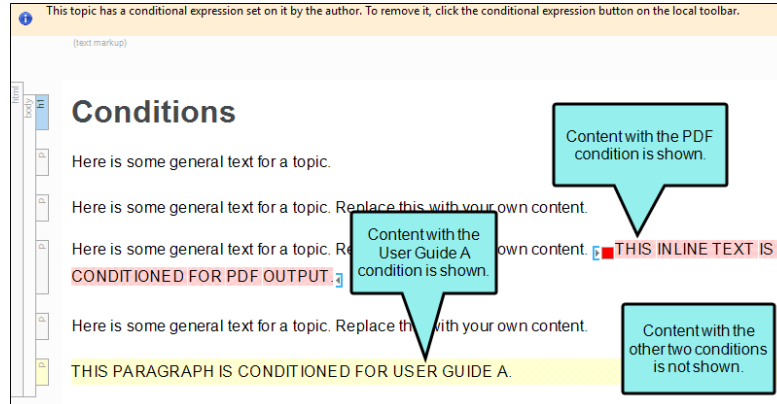 This topic has a conditional expression set on it by the author. To remove it, click the conditional expression button on the local toolbar.
(text markup)
html
body
h1
Conditions
Content with the PDF
condition is shown.
p
Here is some general text for a topic.
p
Here is some general text for a topic. Replace this with your own content.
Content with the
User Guide A
condition is shown.
p
Here is some general text for a topic. Re own content. THIS INLINE TEXT IS
CONDITIONED FOR PDF OUTPUT.
p
Here is some general text for a topic. Replace th with your own content.
Content with the
other two conditions
is not shown.
p
THIS PARAGRAPH IS CONDITIONED FOR USER GUIDE A.